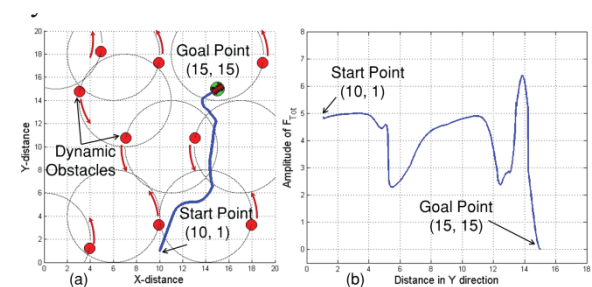 20
18
16
14
12
10
8
6
4
2
0
Y-distance
Goal Point
(15, 15)
Dynamic
Obstacles
Start Point
(10, 1)
0 2 4 6 8 10 12 14 16 18 20
(a) X-distance
8
7
6
5
4
3
2
1
0
Amplitude of F_Tot
Start Point
(10, 1)
Goal Point
(15, 15)
0 2 4 6 8 10 12 14 16 18
(b) Distance in Y direction